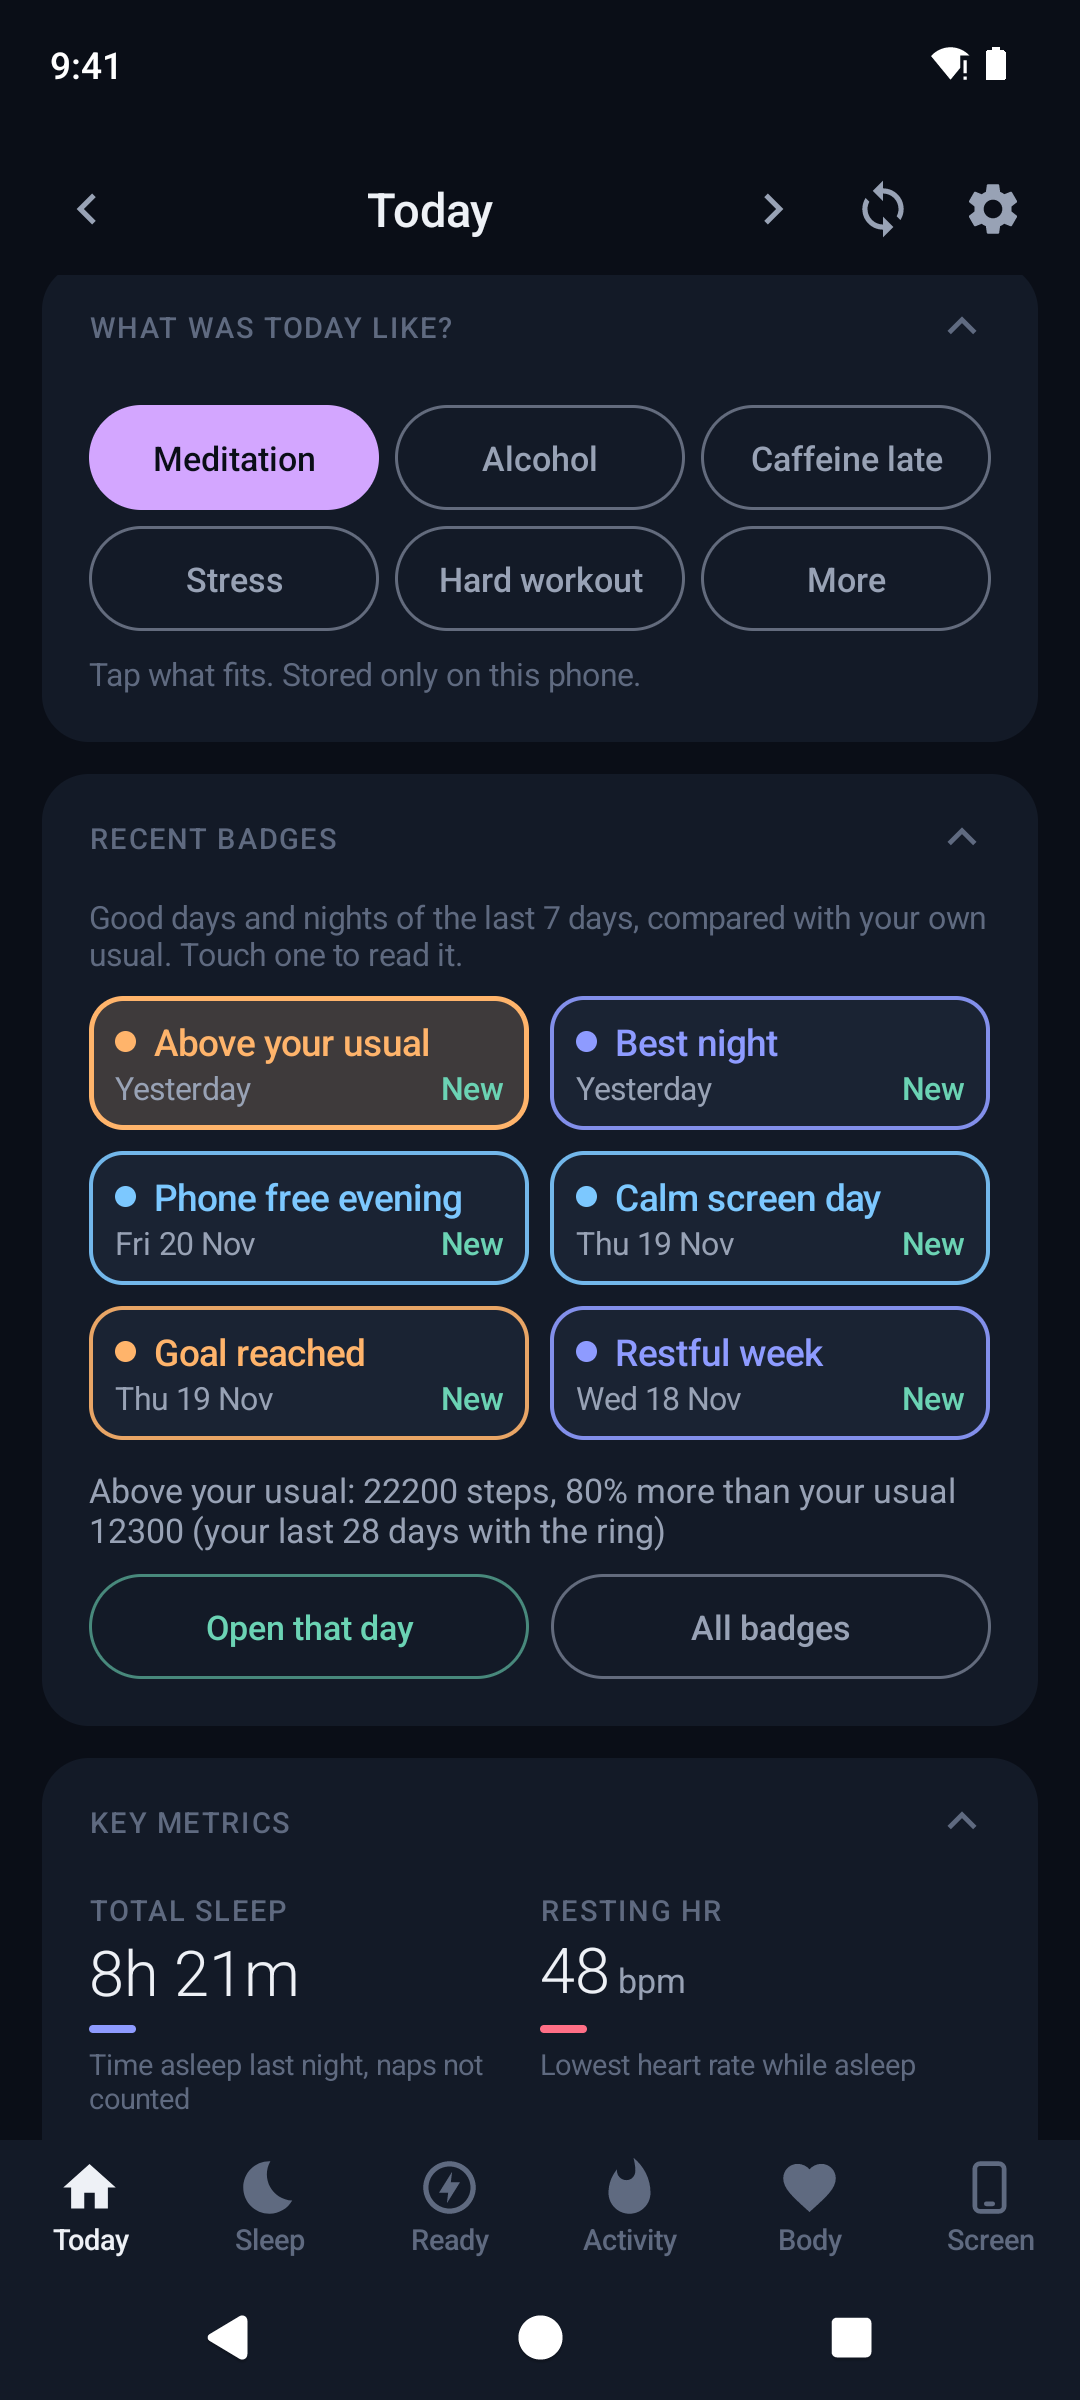 9:41
Today
WHAT WAS TODAY LIKE?
Meditation
Alcohol
Caffeine late
Stress
Hard workout
More
Tap what fits. Stored only on this phone.
RECENT BADGES
Good days and nights of the last 7 days, compared with your own
usual. Touch one to read it.
Above your usual
Yesterday New
Best night
Yesterday New
Phone free evening
Fri 20 Nov New
Calm screen day
Thu 19 Nov New
Goal reached
Thu 19 Nov New
Restful week
Wed 18 Nov New
Above your usual: 22200 steps, 80% more than your usual
12300 (your last 28 days with the ring)
Open that day
All badges
KEY METRICS
TOTAL SLEEP
8h 21m
Time asleep last night, naps not
counted
RESTING HR
48 bpm
Lowest heart rate while asleep
Today
Sleep
Ready
Activity
Body
Screen